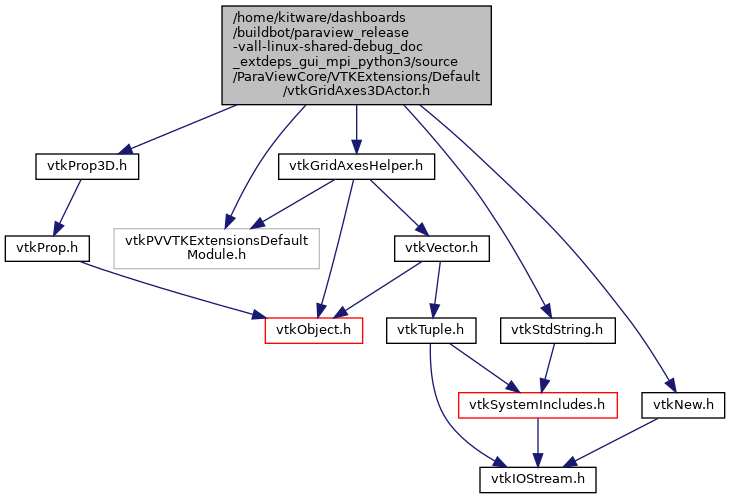 /home/kitware/dashboards
/buildbot/paraview_release
-vall-linux-shared-debug_doc
_extdeps_gui_mpi_python3/source
/ParaViewCore/VTKExtensions/Default
/vtkGridAxes3DActor.h
vtkProp3D.h
vtkGridAxesHelper.h
vtkProp.h
vtkPVVTKExtensionsDefault
Module.h
vtkVector.h
vtkObject.h
vtkTuple.h
vtkStdString.h
vtkSystemIncludes.h
vtkNew.h
vtkIOStream.h